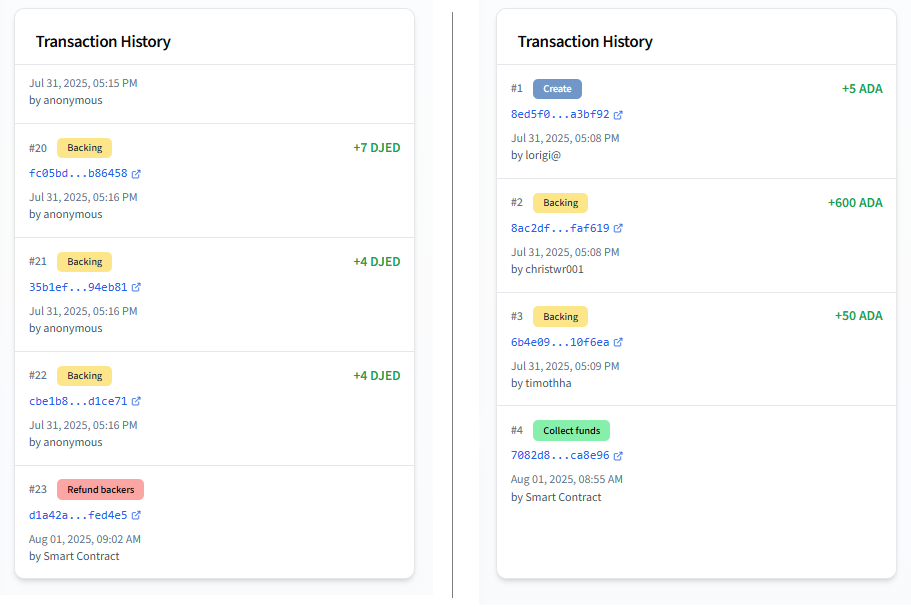 Transaction History
Jul 31, 2025, 05:15 PM
by anonymous
#20 Backing +7 DJED
fc05bd...b86458
Jul 31, 2025, 05:16 PM
by anonymous
#21 Backing +4 DJED
35b1ef...94eb81
Jul 31, 2025, 05:16 PM
by anonymous
#22 Backing +4 DJED
cbe1b8...d1ce71
Jul 31, 2025, 05:16 PM
by anonymous
#23 Refund backers
d1a42a...fed4e5
Aug 01, 2025, 09:02 AM
by Smart Contract
Transaction History
#1 Create +5 ADA
8ed5f0...a3bf92
Jul 31, 2025, 05:08 PM
by lorigi@
#2 Backing +600 ADA
8ac2df...faf619
Jul 31, 2025, 05:08 PM
by christwr001
#3 Backing +50 ADA
6b4e09...10f6ea
Jul 31, 2025, 05:09 PM
by timothha
#4 Collect funds
7082d8...ca8e96
Aug 01, 2025, 08:55 AM
by Smart Contract